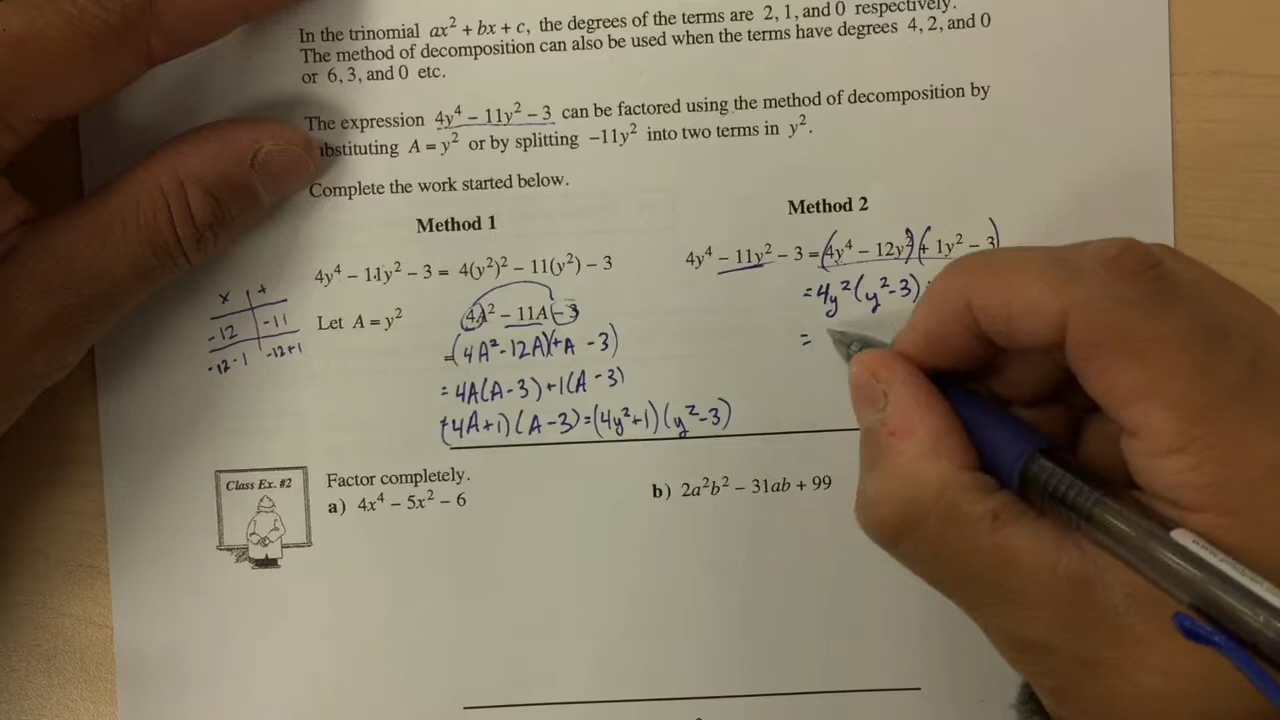 In the trinomial ax² + bx + c, the degrees of the terms are 2, 1, and 0 respectively.
The method of decomposition can also be used when the terms have degrees 4, 2, and 0
or 6, 3, and 0 etc.
The expression 4y⁴ − 11y² − 3 can be factored using the method of decomposition by
ubstituting A = y² or by splitting −11y² into two terms in y².
Complete the work started below.
Method 1
4y⁴ − 11y² − 3 = 4(y²)² − 11(y²) − 3
x | +
-12 | -11
-12·1 | -12+1
Let A = y²
4A² − 11A − 3
=(4A²-12A)(+A -3)
=4A(A-3)+1(A-3)
=(4A+1)(A-3)=(4y²+1)(y²-3)
Method 2
4y⁴ − 11y² − 3 = (4y⁴ − 12y²)(+ 1y² − 3)
=4y²(y²-3)
=
Class Ex. #2
Factor completely.
a) 4x⁴ − 5x² − 6
b) 2a²b² − 31ab + 99